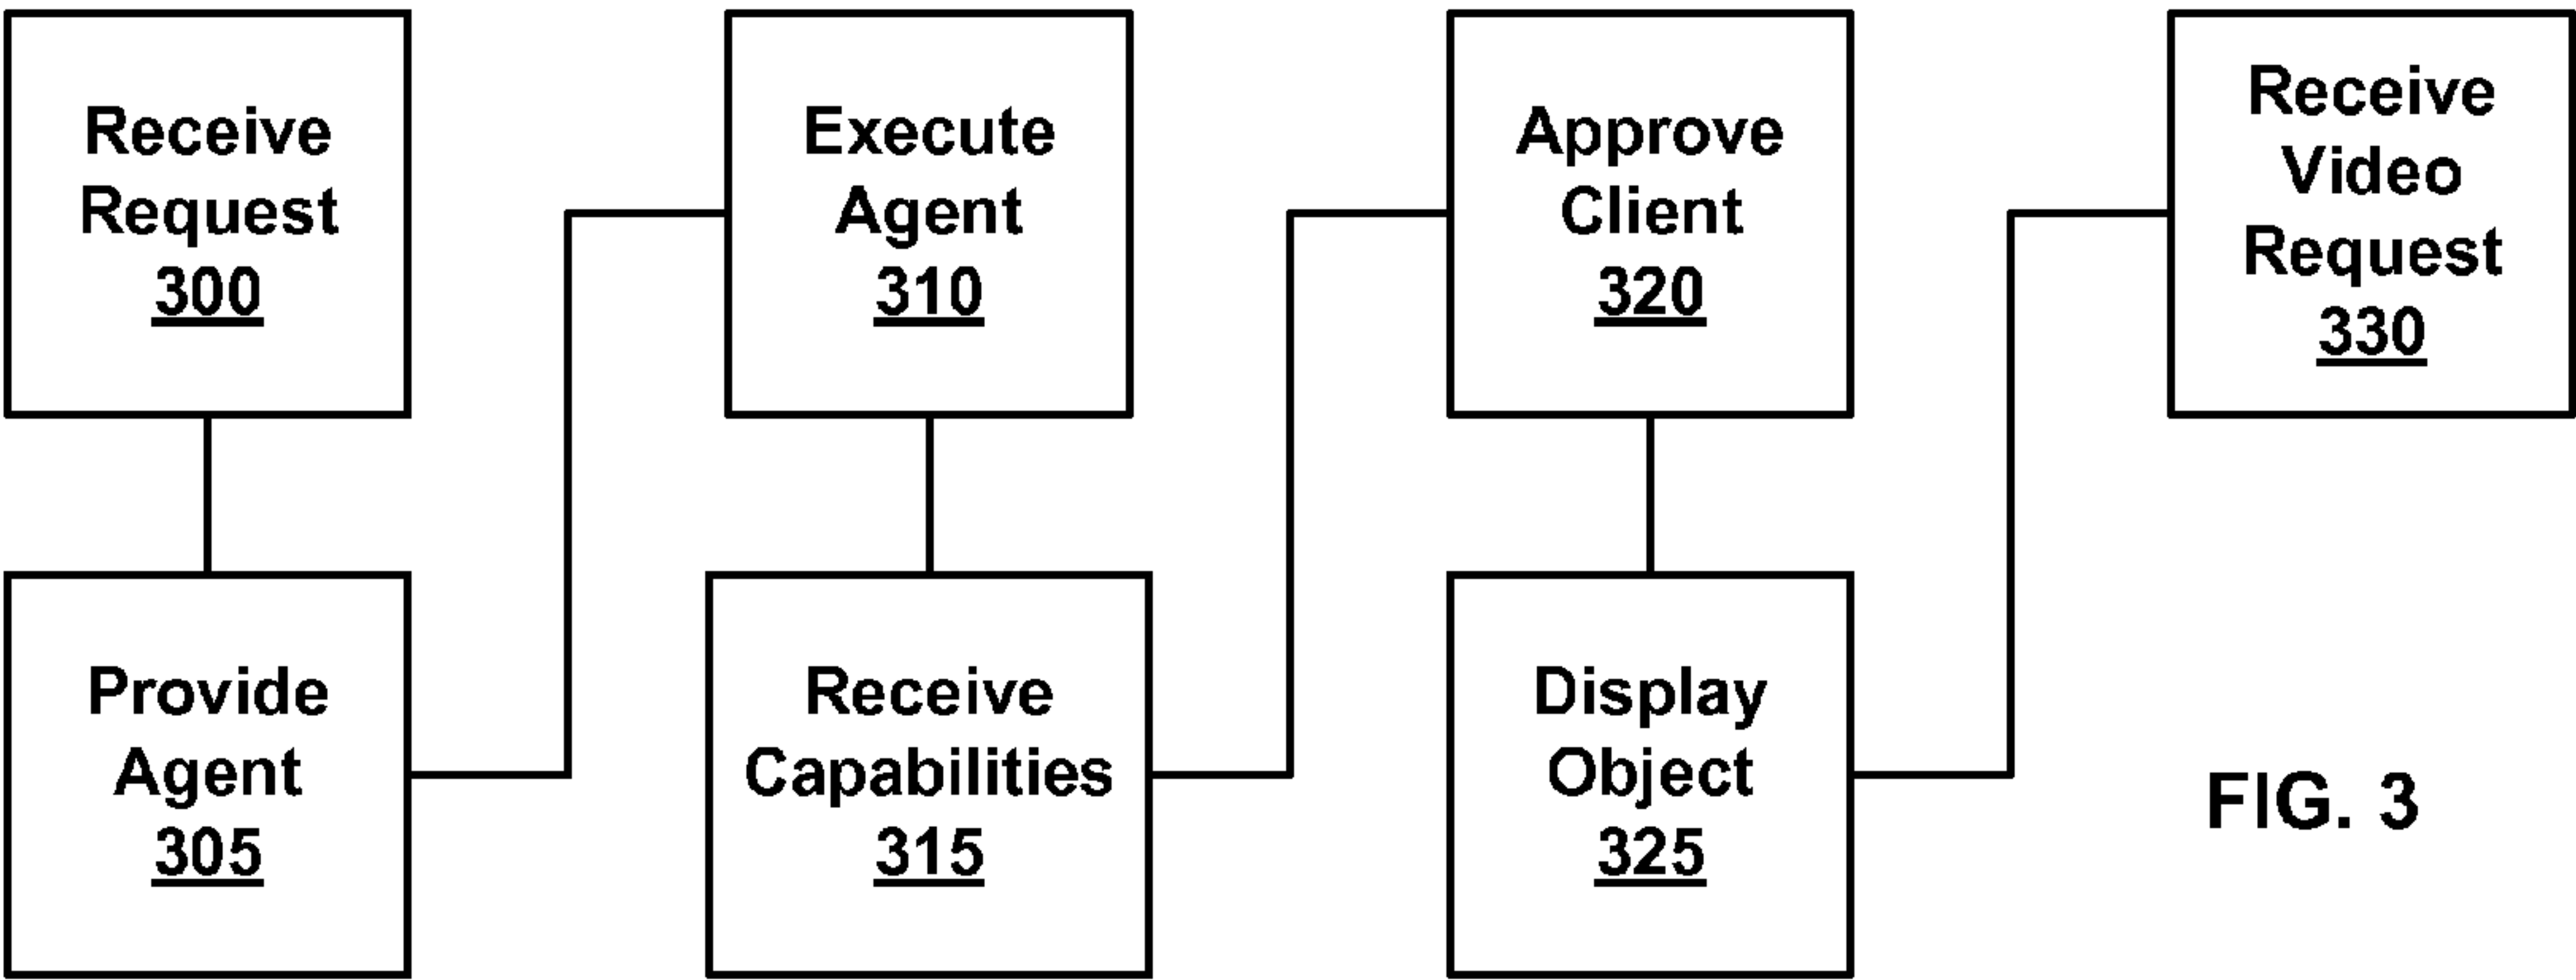 Receive
Request
300
Provide
Agent
305
Execute
Agent
310
Receive
Capabilities
315
Approve
Client
320
Display
Object
325
Receive
Video
Request
330
FIG. 3